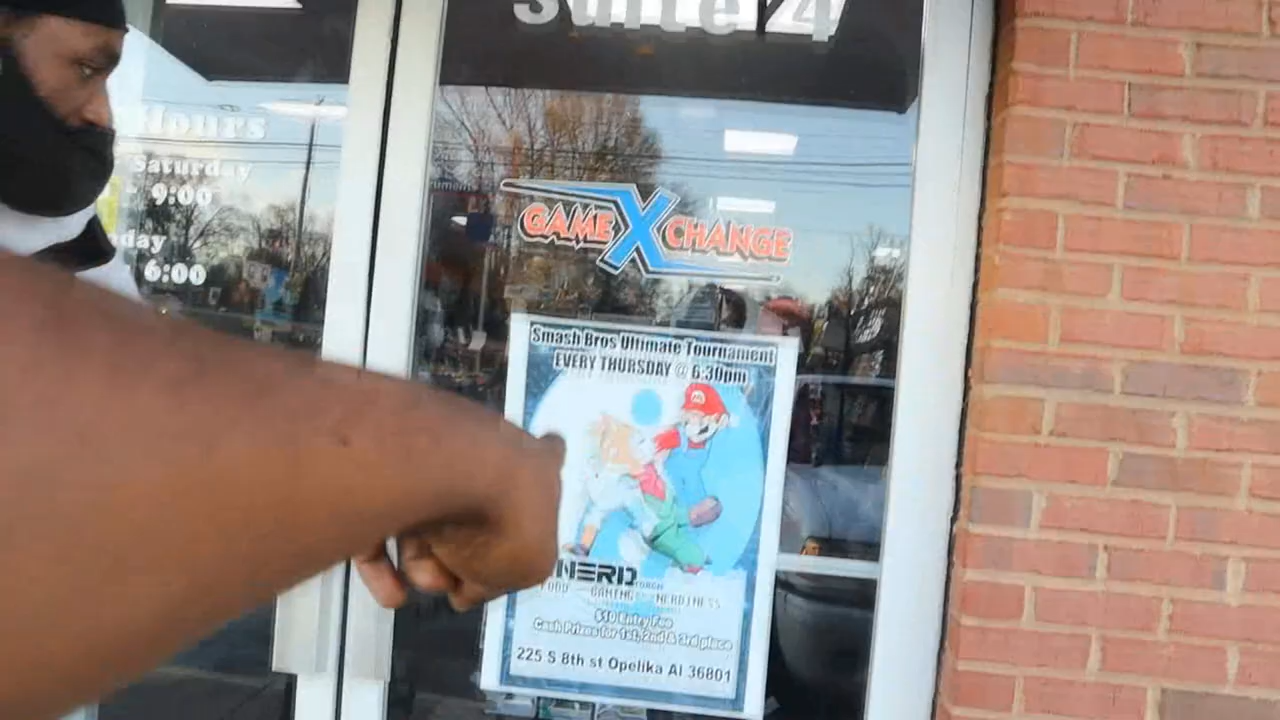 Suite 4
Hours
Saturday
9:00
day
6:00
GAME X CHANGE
Smash Bros Ultimate Tournament
EVERY THURSDAY @ 6:30pm
NERD
FOOD GAMING NERDINESS
$10 Entry Fee
Cash Prizes for 1st, 2nd & 3rd place
225 S 8th st Opelika Al 36801